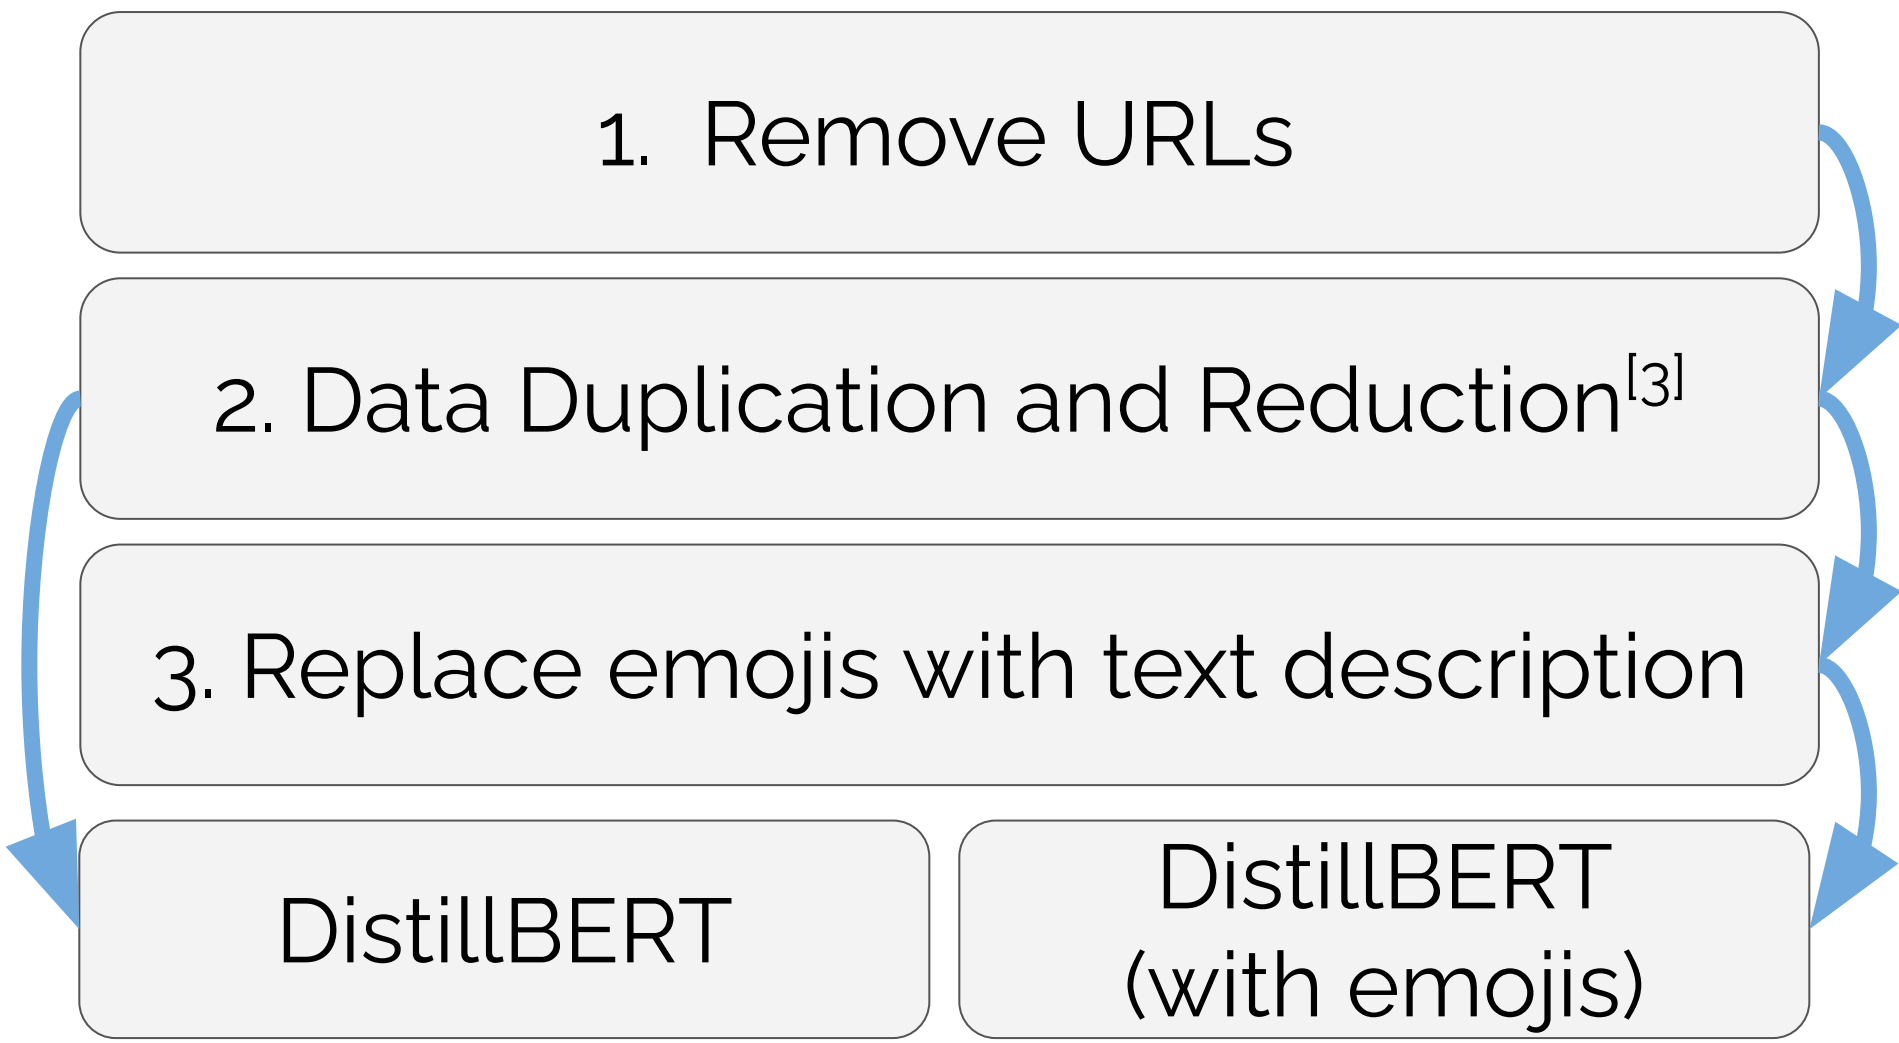 1. Remove URLs
2. Data Duplication and Reduction[3]
3. Replace emojis with text description
DistillBERT
DistillBERT
(with emojis)